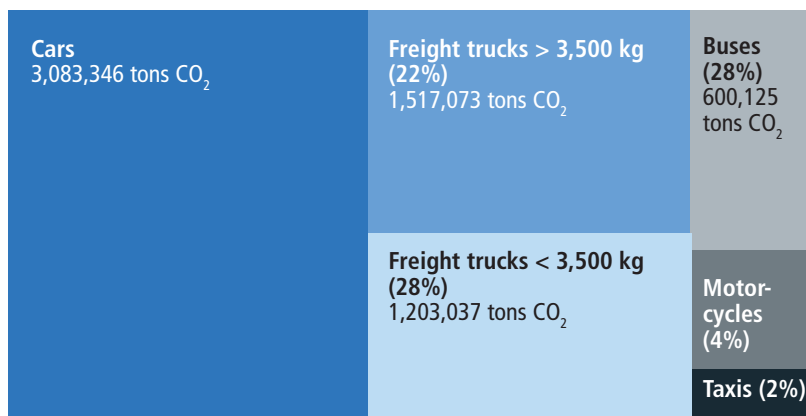 Cars
3,083,346 tons CO₂
Freight trucks > 3,500 kg
(22%)
1,517,073 tons CO₂
Freight trucks < 3,500 kg
(28%)
1,203,037 tons CO₂
Buses
(28%)
600,125
tons CO₂
Motor-
cycles
(4%)
Taxis (2%)